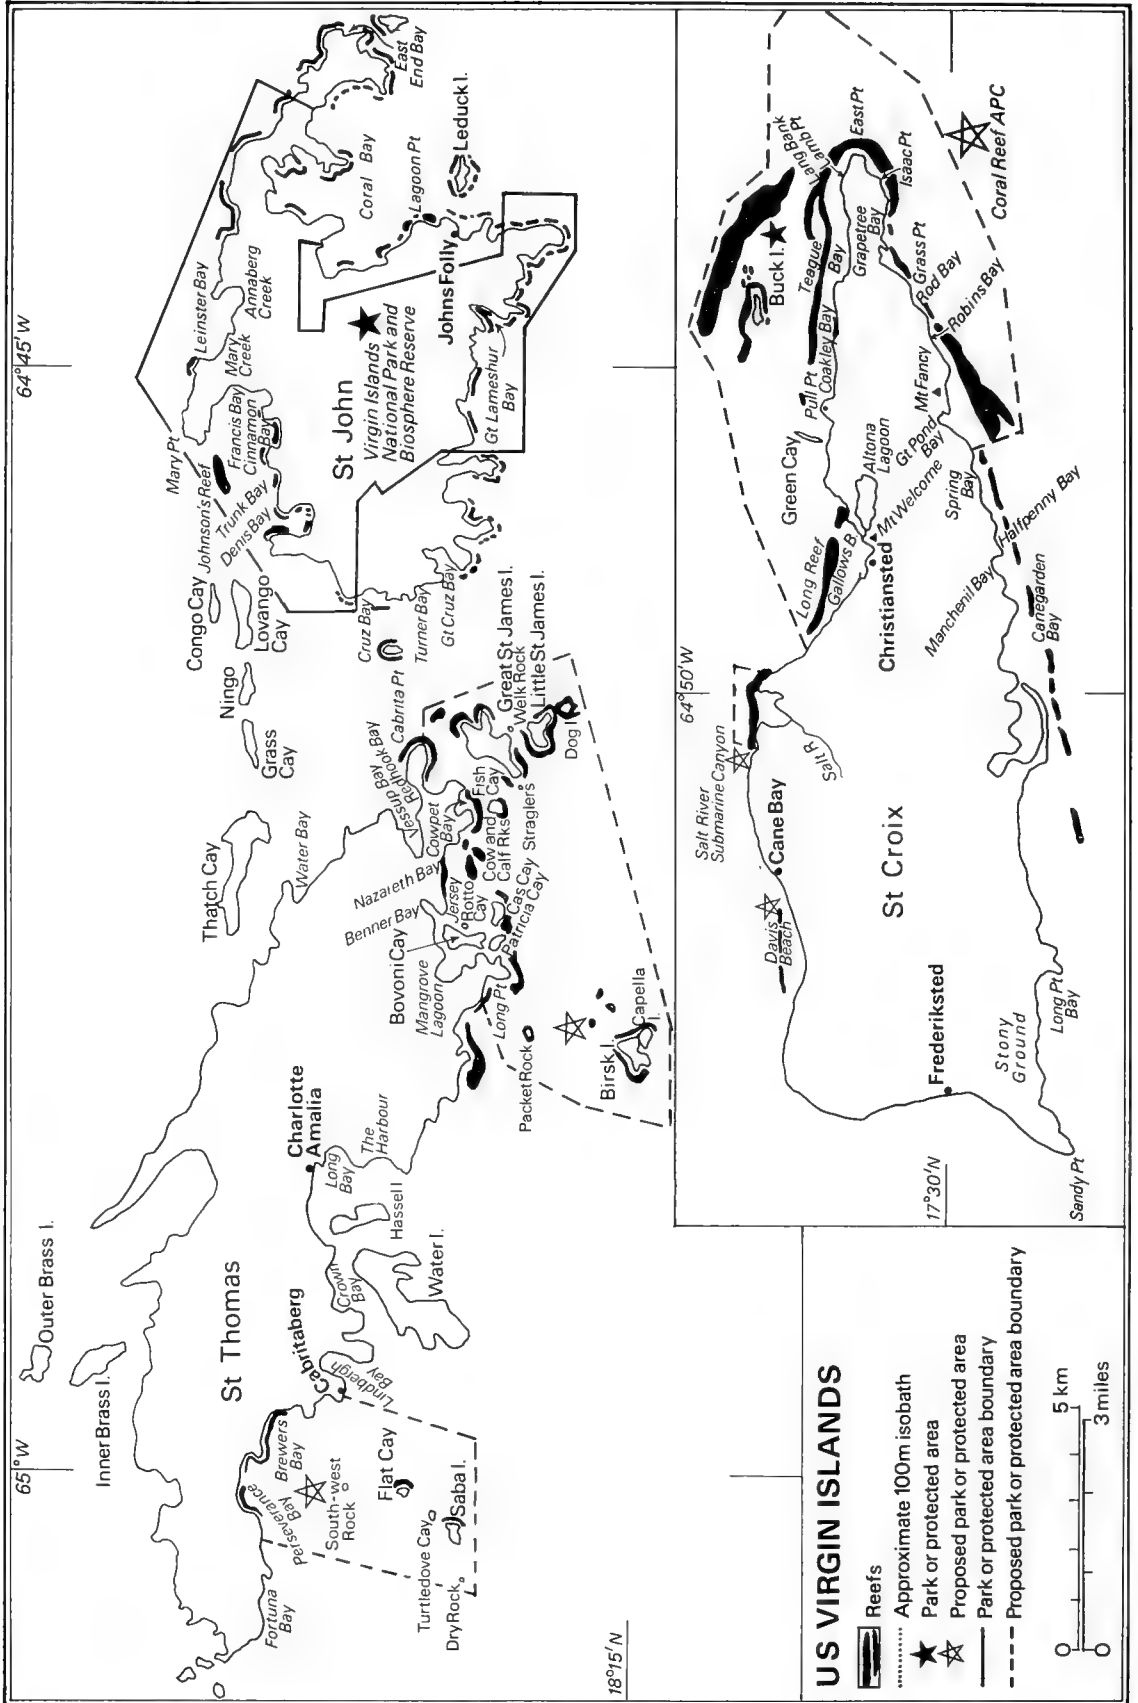 65°W
64°45'W
Outer Brass I.
Inner Brass I.
St Thomas
Fortuna
Bay
Persaverance
Bay
Brewers
Bay
South-west
Rock
Turtledove Cay
Dry Rock
Flat Cay
Saba I.
Cabritaberg
Lindbergh
Bay
Crown
Bay
Water I.
Hassell
Long
Bay
The
Harbour
Charlotte
Amalia
Thatch Cay
Water Bay
Grass
Cay
Ningo
Congo Cay
Lovango
Cay
Mangrove
Lagoon
Bovoni Cay
Benner Bay
Nazareth Bay
Jersey
Rotto
Cay
Cowpet
Bay
Vessup Bay
Redhook Bay
Cabrita Pt
Fish
Cay
Cow and
Calf Rks
Straglers
Cas Cay
Patricia Cay
Long Pt
Packet Rock
Birsk I.
Capella
I.
Great St James I.
Welk Rock
Little St James I.
Dog I
Mary Pt
Johnson's Reef
Trunk Bay
Denis Bay
Francis Bay
Cinnamon
Bay
Leinster Bay
Mary
Creek
Annaberg
Creek
St John
Virgin Islands
National Park and
Biosphere Reserve
Cruz Bay
Turner Bay
Gt Cruz Bay
Gt Lameshur
Bay
Johns Folly
Lagoon Pt
Coral Bay
Leduck I.
East
End Bay
18°15'N
64°50'W
17°30'N
Salt River
Submarine Canyon
Salt R
Cane Bay
Davis
Beach
St Croix
Frederiksted
Stony
Ground
Sandy Pt
Long Pt
Bay
Long Reef
Gallows B.
Christiansted
Mt Welcome
Altona
Lagoon
Green Cay
Pull Pt
Coakley Bay
Teague
Bay
Buck I.
Lang Bank
Lamb Pt
East Pt
Isaac Pt
Grapetree
Bay
Grass Pt
Rod Bay
Robins Bay
Mt Fancy
Gt Pond
Bay
Spring
Bay
Halfpenny Bay
Manchenil Bay
Canegarden
Bay
Coral Reef APC
US VIRGIN ISLANDS
Reefs
Approximate 100m isobath
Park or protected area
Proposed park or protected area
Park or protected area boundary
Proposed park or protected area boundary
0 5 km
0 3 miles